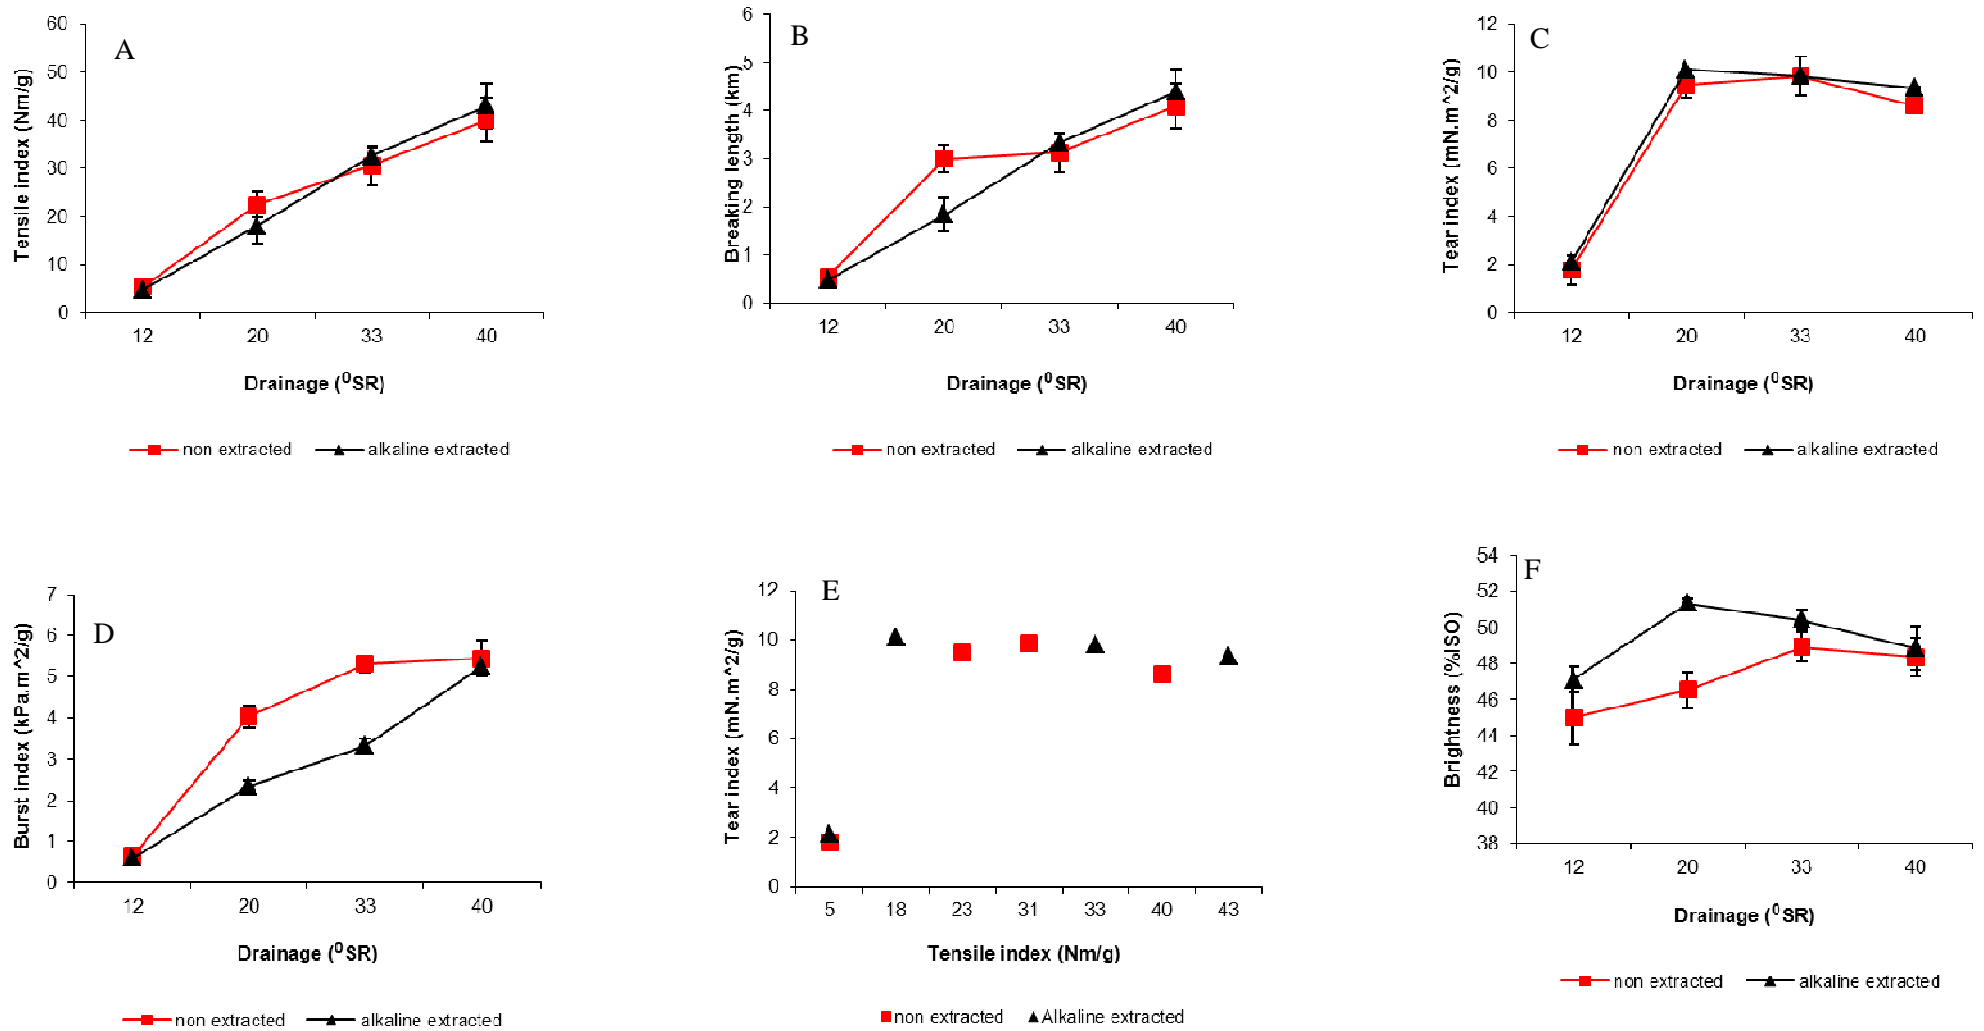 A
Tensile index (Nm/g)
60
50
40
30
20
10
0
12 20 33 40
Drainage (⁰SR)
non extracted alkaline extracted
B
Breaking length (km)
6
5
4
3
2
1
0
12 20 33 40
Drainage (⁰SR)
non extracted alkaline extracted
C
Tear index (mN.m^2/g)
12
10
8
6
4
2
0
12 20 33 40
Drainage (⁰SR)
non extracted alkaline extracted
D
Burst index (kPa.m^2/g)
7
6
5
4
3
2
1
0
12 20 33 40
Drainage (⁰SR)
non extracted alkaline extracted
E
Tear index (mN.m^2/g)
12
10
8
6
4
2
0
5 18 23 31 33 40 43
Tensile index (Nm/g)
non extracted Alkaline extracted
F
Brightness (%ISO)
54
52
50
48
46
44
42
40
38
12 20 33 40
Drainage (⁰SR)
non extracted alkaline extracted